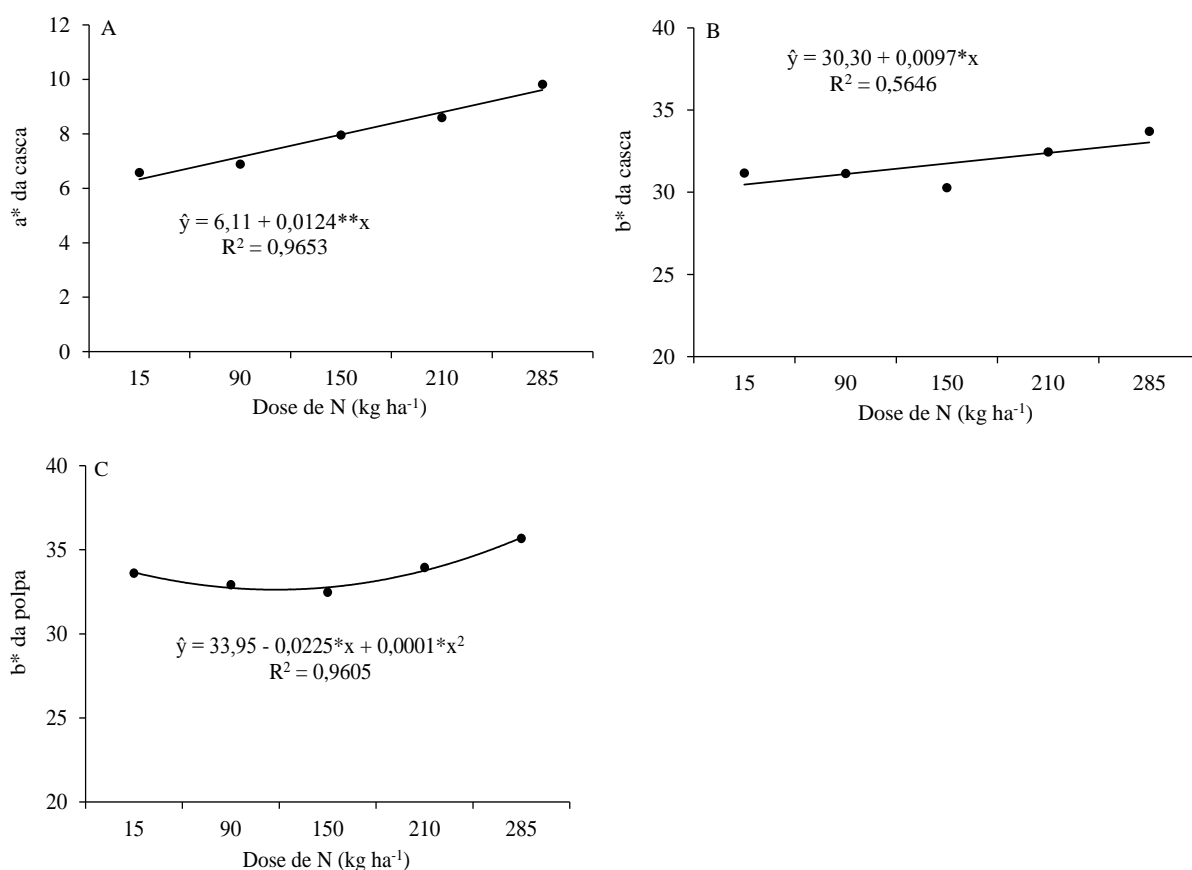 A
12
10
8
6
4
2
0
a* da casca
ŷ = 6,11 + 0,0124**x
R² = 0,9653
15 90 150 210 285
Dose de N (kg ha⁻¹)
B
40
35
30
25
20
b* da casca
ŷ = 30,30 + 0,0097*x
R² = 0,5646
15 90 150 210 285
Dose de N (kg ha⁻¹)
C
40
35
30
25
20
b* da polpa
ŷ = 33,95 - 0,0225*x + 0,0001*x²
R² = 0,9605
15 90 150 210 285
Dose de N (kg ha⁻¹)